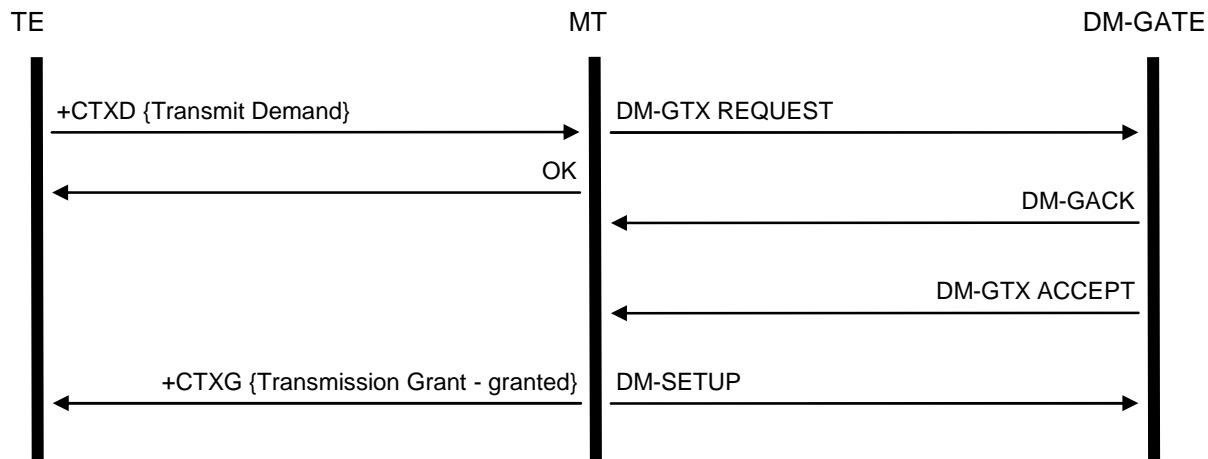 TE
MT
DM-GATE
+CTXD {Transmit Demand}
DM-GTX REQUEST
OK
DM-GACK
DM-GTX ACCEPT
+CTXG {Transmission Grant - granted}
DM-SETUP